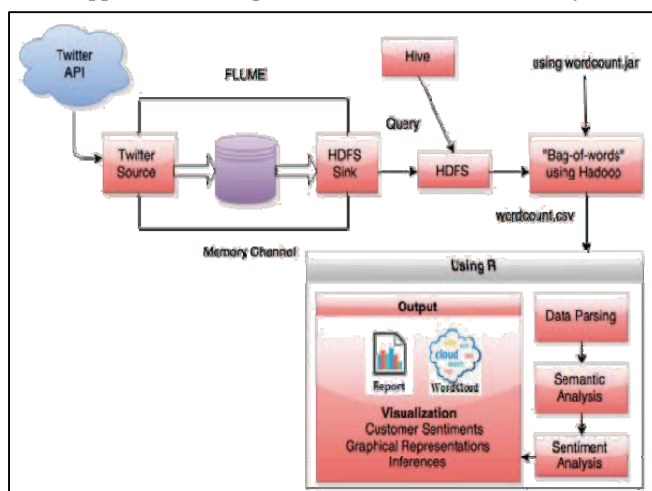 Twitter
API
FLUME
Hive
using wordcount.jar
Query
Twitter
Source
HDFS
Sink
HDFS
"Bag-of-words"
using Hadoop
Memory Channel
wordcount.csv
Using R
Output
Data Parsing
cloud
Report
WordCloud
Semantic
Analysis
Visualization
Customer Sentiments
Graphical Representations
Inferences
Sentiment
Analysis